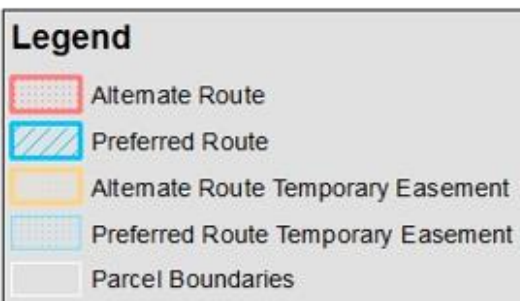 Legend
Alternate Route
Preferred Route
Alternate Route Temporary Easement
Preferred Route Temporary Easement
Parcel Boundaries